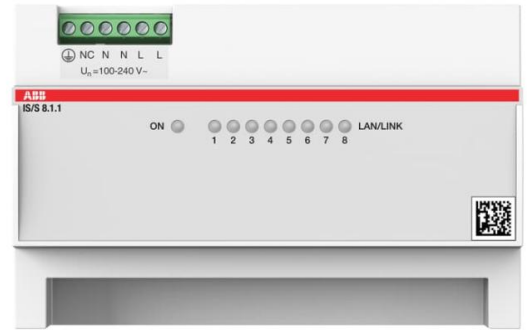 NC N N L L
Un=100-240 V~
ABB
IS/S 8.1.1
ON
LAN/LINK
1 2 3 4 5 6 7 8